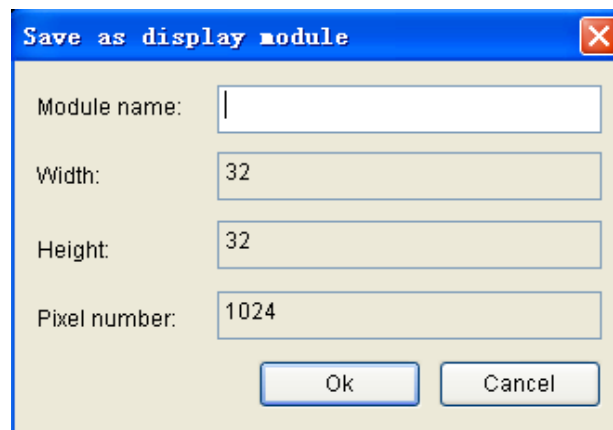 Save as display module
Module name:
Width: 32
Height: 32
Pixel number: 1024
Ok Cancel